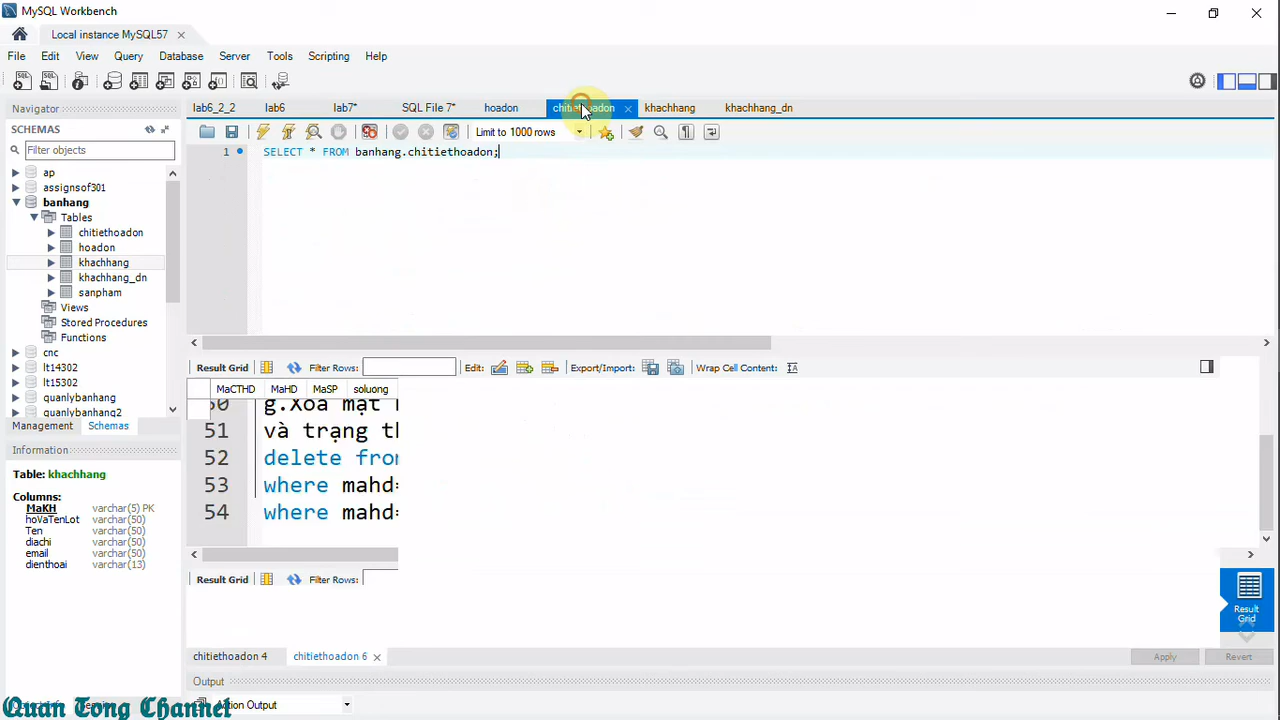 MySQL Workbench
Local instance MySQL57
File Edit View Query Database Server Tools Scripting Help
Navigator
SCHEMAS
Filter objects
ap
assignsof301
banhang
Tables
chitiethoadon
hoadon
khachhang
khachhang_dn
sanpham
Views
Stored Procedures
Functions
cnc
lt14302
lt15302
quanlybanhang
quanlybanhang2
Management Schemas
Information
Table: khachhang
Columns:
MaKH varchar(5) PK
hoVaTenLot varchar(50)
Ten varchar(50)
diachi varchar(50)
email varchar(50)
dienthoai varchar(13)
lab6_2_2 lab6 lab7* SQL File 7* hoadon chitiethoadon khachhang khachhang_dn
Limit to 1000 rows
1 SELECT * FROM banhang.chitiethoadon;
Result Grid Filter Rows: Edit: Export/Import: Wrap Cell Content:
MaCTHD MaHD MaSP soluong
g.Xoa mạt
51 và trạng
52 delete
53 where mahd=
54 where mahd=
Result Grid Filter Rows:
Result Grid
chitiethoadon 4 chitiethoadon 6 Apply Revert
Output
Action Output
Quan Tong Channel